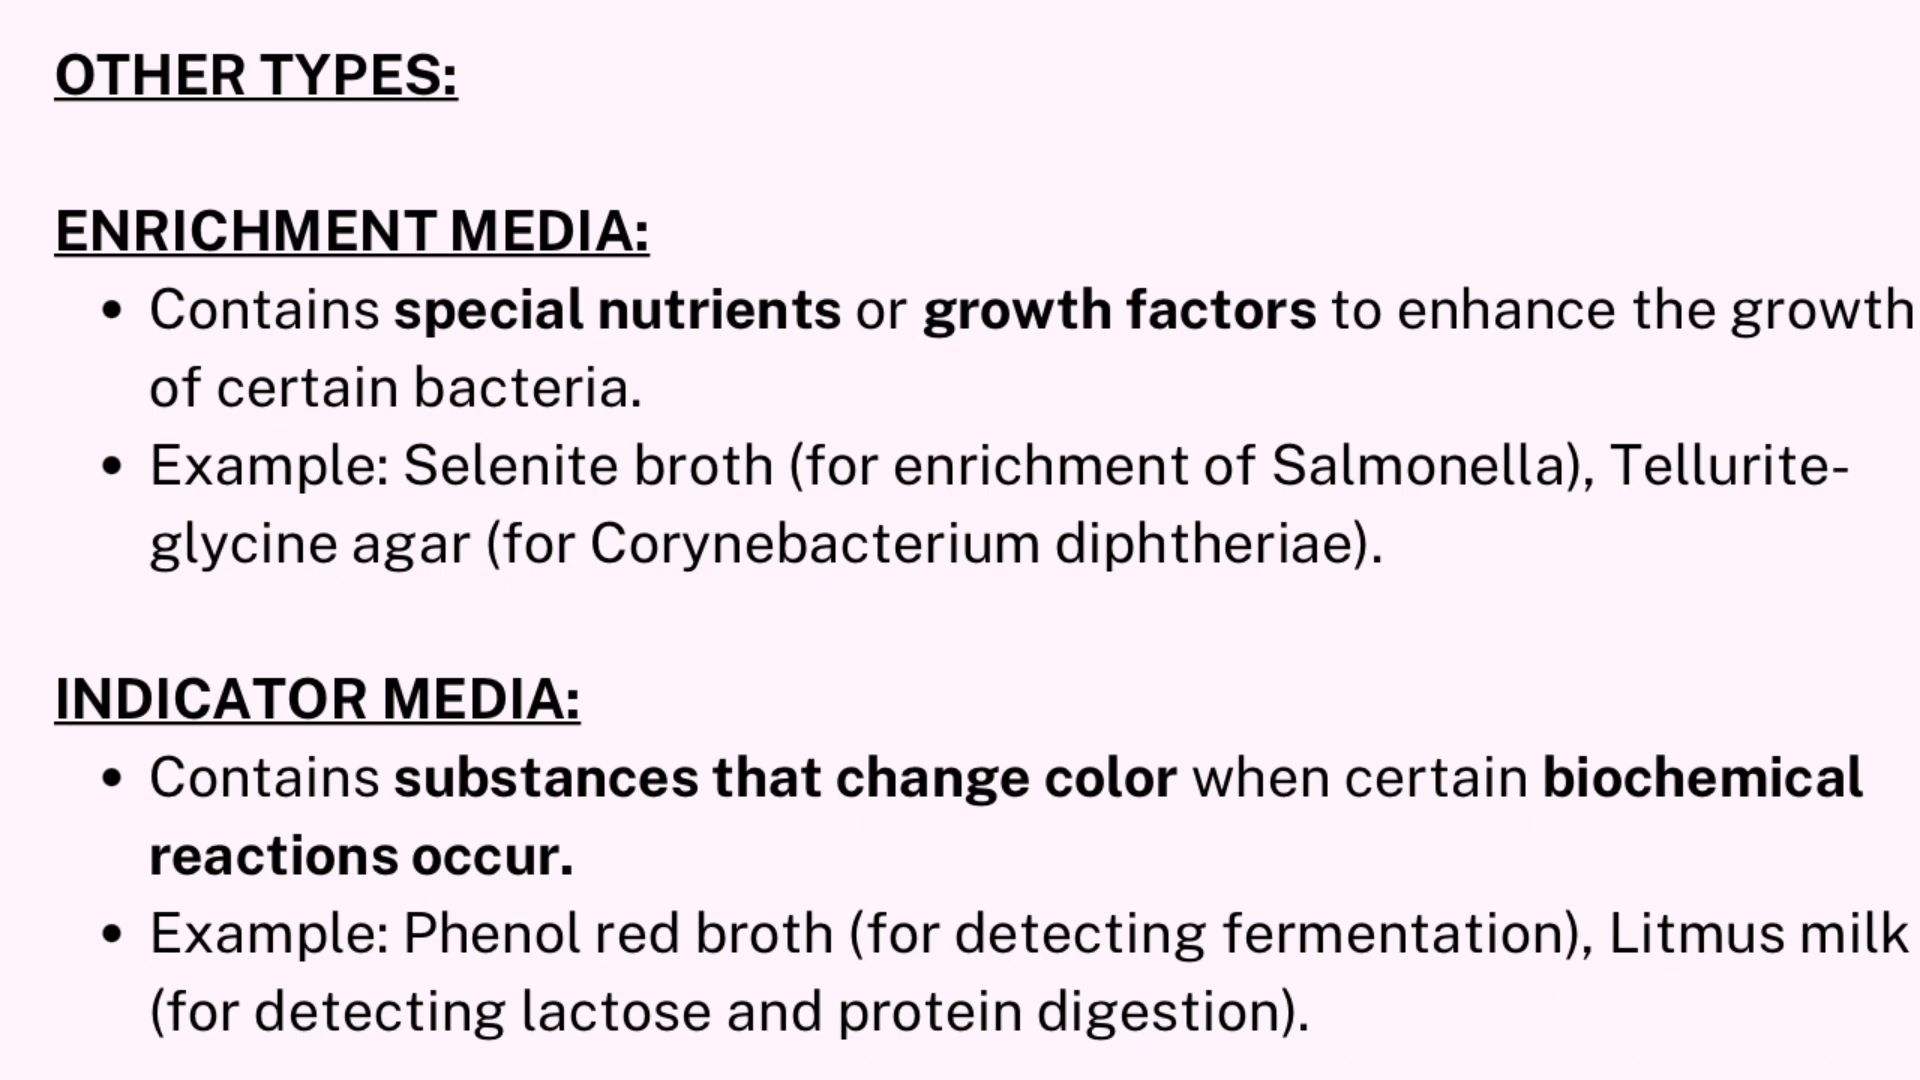 OTHER TYPES:
ENRICHMENT MEDIA:
• Contains special nutrients or growth factors to enhance the growth
of certain bacteria.
• Example: Selenite broth (for enrichment of Salmonella), Tellurite-
glycine agar (for Corynebacterium diphtheriae).
INDICATOR MEDIA:
• Contains substances that change color when certain biochemical
reactions occur.
• Example: Phenol red broth (for detecting fermentation), Litmus milk
(for detecting lactose and protein digestion).